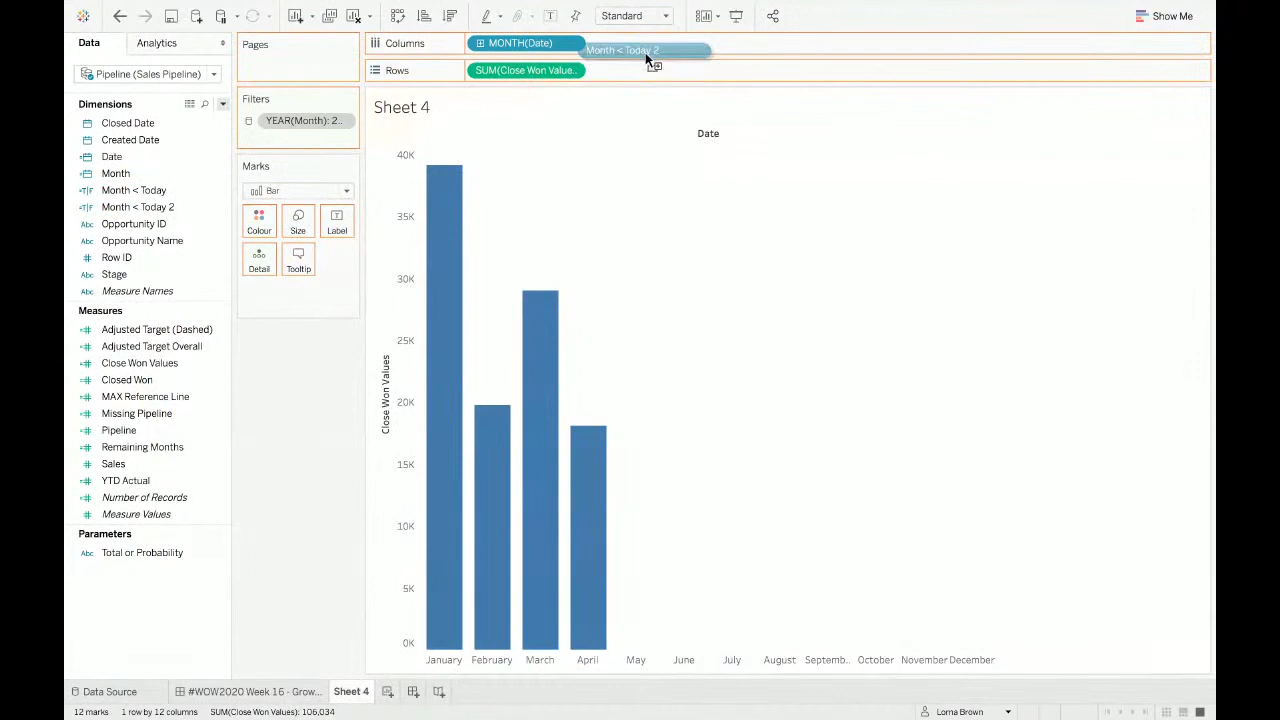 Standard
Show Me
Data
Analytics
Pages
Columns
MONTH(Date)
Month < Today 2
Rows
SUM(Close Won Value..
Pipeline (Sales Pipeline)
Dimensions
Closed Date
Created Date
Date
Month
Month < Today
Month < Today 2
Opportunity ID
Opportunity Name
Row ID
Stage
Measure Names
Measures
Adjusted Target (Dashed)
Adjusted Target Overall
Close Won Values
Closed Won
MAX Reference Line
Missing Pipeline
Pipeline
Remaining Months
Sales
YTD Actual
Number of Records
Measure Values
Parameters
Total or Probability
Filters
YEAR(Month): 2..
Marks
Bar
Colour
Size
Label
Detail
Tooltip
Sheet 4
Date
40K
35K
30K
25K
20K
15K
10K
5K
0K
Close Won Values
January February March April May June July August Septemb.. October November December
Data Source
#WOW2020 Week 16 - Grow...
Sheet 4
12 marks
1 row by 12 columns
SUM(Close Won Values): 106,034
Lorna Brown